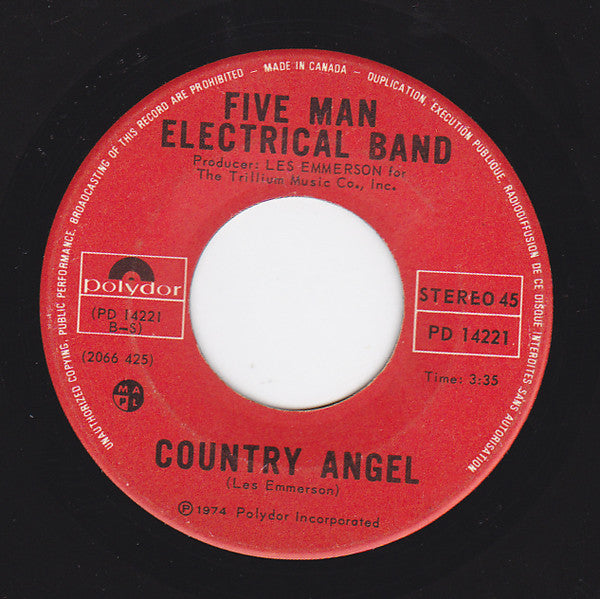 UNAUTHORIZED COPYING, PUBLIC PERFORMANCE, BROADCASTING OF THIS RECORD ARE PROHIBITED – MADE IN CANADA – DUPLICATION, EXECUTION PUBLIQUE, RADIODIFFUSION DE CE DISQUE INTERDITES SANS AUTORISATION
FIVE MAN
ELECTRICAL BAND
Producer: LES EMMERSON for
The Trillium Music Co., Inc.
polydor
(PD 14221
B-S)
(2066 425)
MAPL
STEREO 45
PD 14221
Time: 3:35
COUNTRY ANGEL
(Les Emmerson)
Ⓟ 1974 Polydor Incorporated